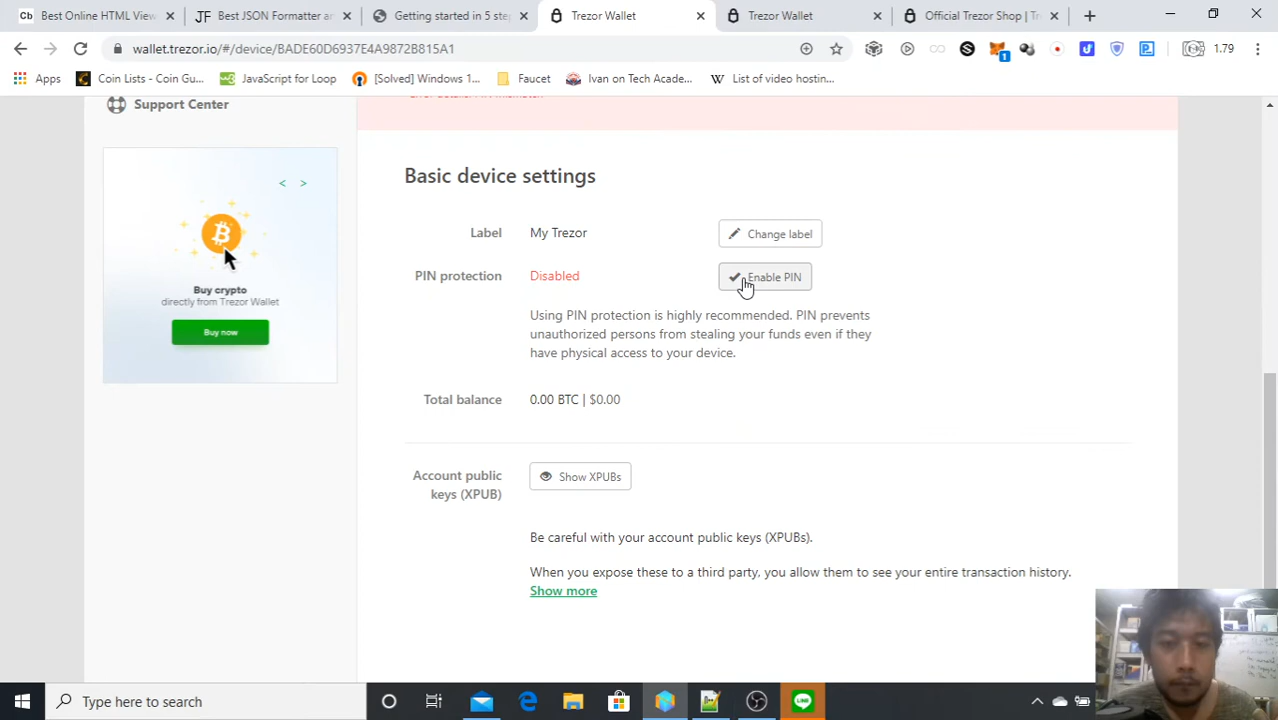 Best Online HTML View
Best JSON Formatter ar
Getting started in 5 step
Trezor Wallet
Trezor Wallet
Official Trezor Shop | Tr
wallet.trezor.io/#/device/BADE60D6937E4A9872B815A1
1
1.79
Apps
Coin Lists - Coin Gu...
JavaScript for Loop
[Solved] Windows 1...
Faucet
Ivan on Tech Acade...
List of video hostin...
Support Center
Basic device settings
Label
My Trezor
Change label
PIN protection
Disabled
Enable PIN
Using PIN protection is highly recommended. PIN prevents
unauthorized persons from stealing your funds even if they
have physical access to your device.
Buy crypto
directly from Trezor Wallet
Buy now
Total balance
0.00 BTC | $0.00
Account public
keys (XPUB)
Show XPUBs
Be careful with your account public keys (XPUBs).
When you expose these to a third party, you allow them to see your entire transaction history.
Show more
Type here to search
LINE